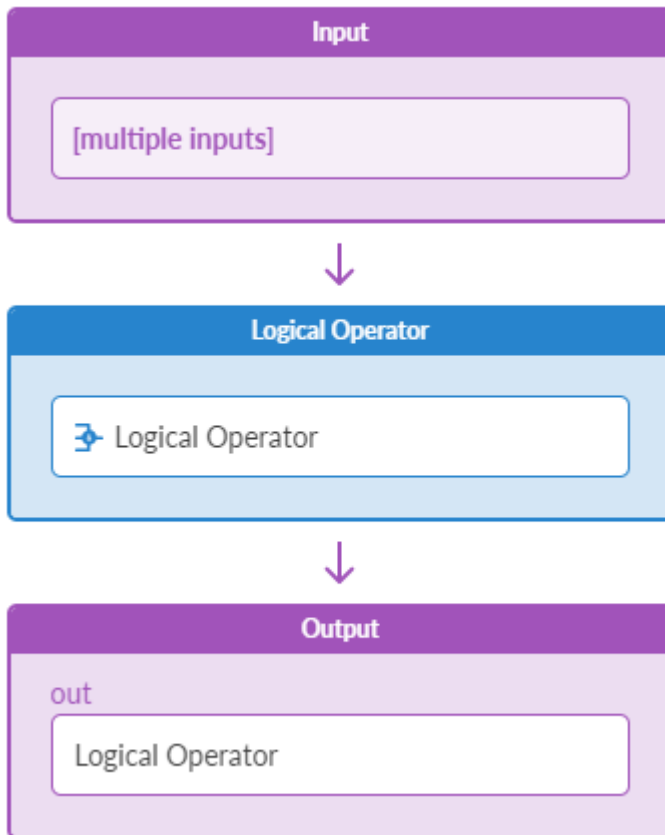 Input
[multiple inputs]
Logical Operator
Logical Operator
Output
out
Logical Operator